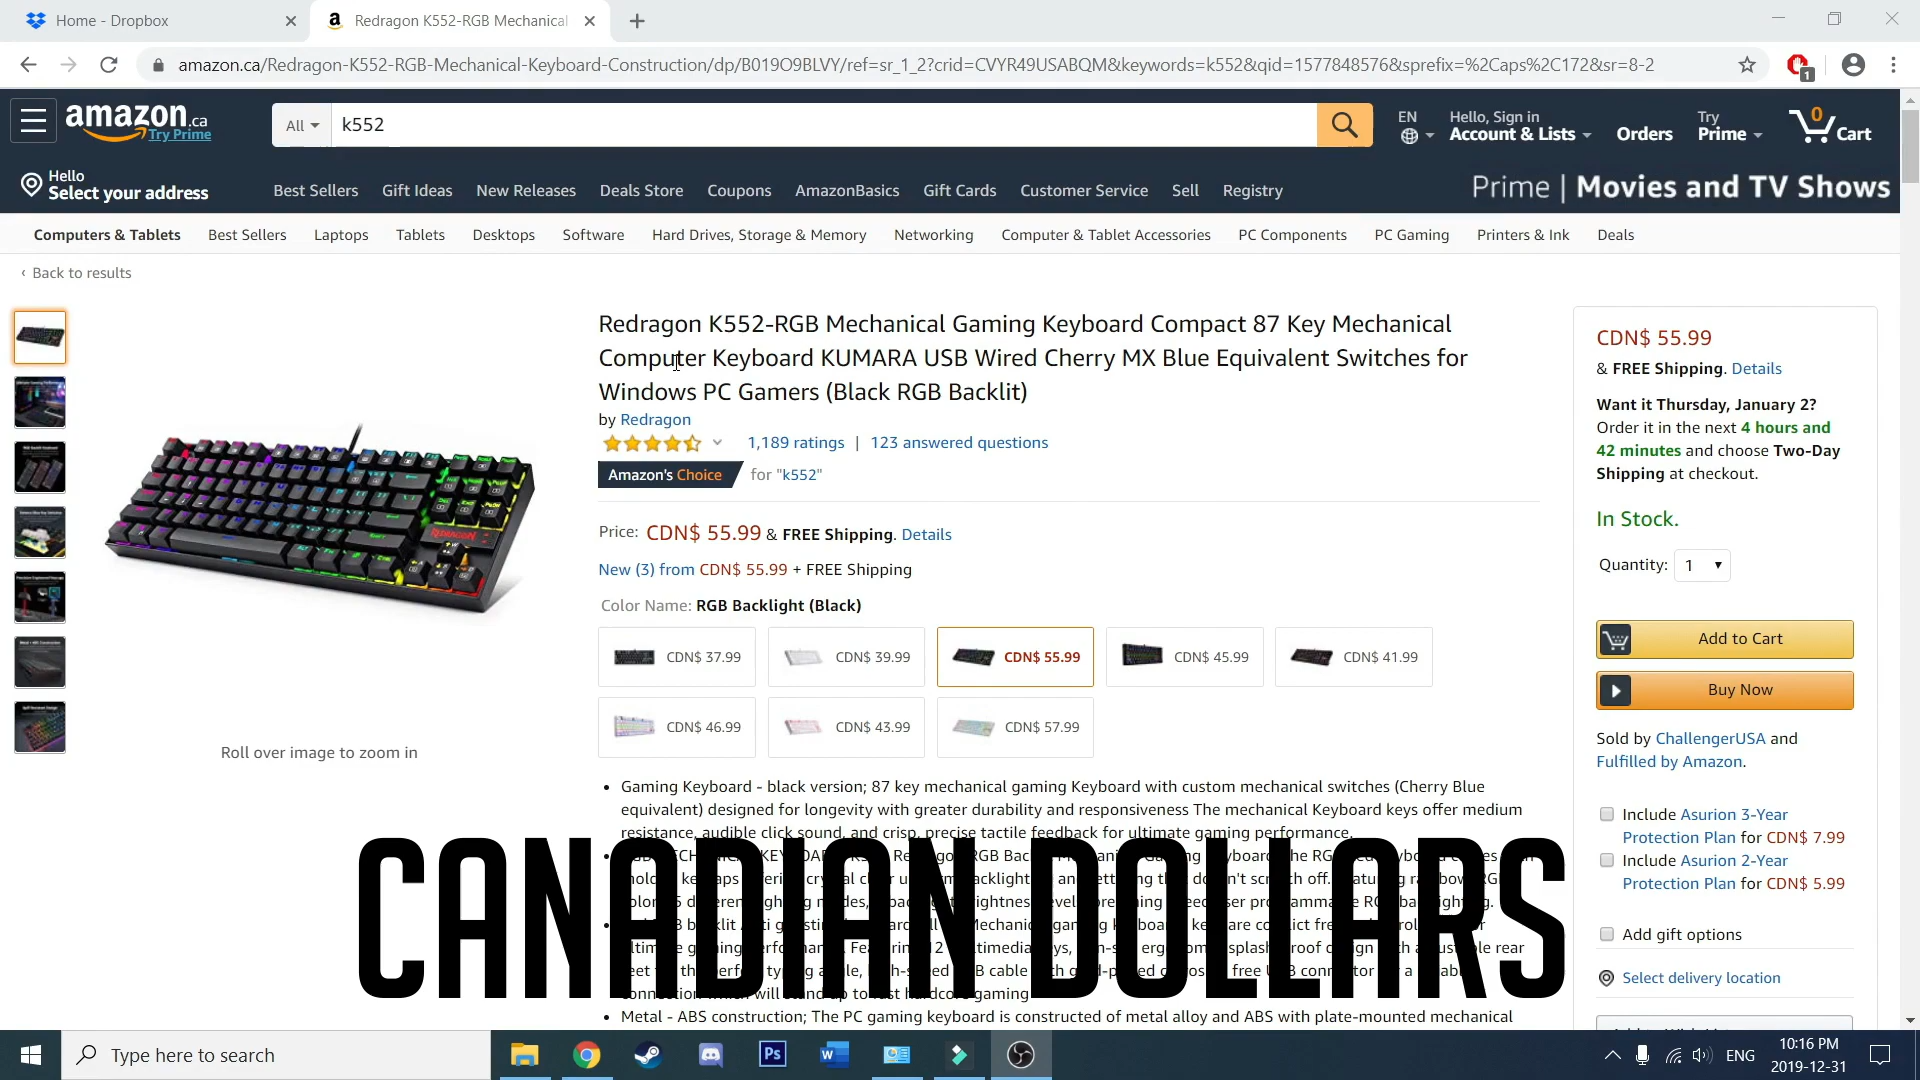 Home - Dropbox
Redragon K552-RGB Mechanical
amazon.ca/Redragon-K552-RGB-Mechanical-Keyboard-Construction/dp/B019O9BLVY/ref=sr_1_2?crid=CVYR49USABQM&keywords=k552&qid=1577848576&sprefix=%2Caps%2C172&sr=8-2
1
amazon.ca
Try Prime
All
k552
EN
Hello, Sign in
Account & Lists
Orders
Try
Prime
0
Cart
Hello
Select your address
Best Sellers Gift Ideas New Releases Deals Store Coupons AmazonBasics Gift Cards Customer Service Sell Registry
Prime | Movies and TV Shows
Computers & Tablets Best Sellers Laptops Tablets Desktops Software Hard Drives, Storage & Memory Networking Computer & Tablet Accessories PC Components PC Gaming Printers & Ink Deals
‹ Back to results
Redragon K552-RGB Mechanical Gaming Keyboard Compact 87 Key Mechanical
Computer Keyboard KUMARA USB Wired Cherry MX Blue Equivalent Switches for
Windows PC Gamers (Black RGB Backlit)
by Redragon
1,189 ratings | 123 answered questions
Amazon's Choice for "k552"
Price: CDN$ 55.99 & FREE Shipping. Details
New (3) from CDN$ 55.99 + FREE Shipping
Color Name: RGB Backlight (Black)
CDN$ 37.99 CDN$ 39.99 CDN$ 55.99 CDN$ 45.99 CDN$ 41.99
CDN$ 46.99 CDN$ 43.99 CDN$ 57.99
REDRAGON
Roll over image to zoom in
• Gaming Keyboard - black version; 87 key mechanical gaming Keyboard with custom mechanical switches (Cherry Blue
equivalent) designed for longevity with greater durability and responsiveness The mechanical Keyboard keys offer medium
resistance, audible click sound, and crisp, precise tactile feedback for ultimate gaming performance.
CANADIAN DOLLARS
• Metal - ABS construction; The PC gaming keyboard is constructed of metal alloy and ABS with plate-mounted mechanical
CDN$ 55.99
& FREE Shipping. Details
Want it Thursday, January 2?
Order it in the next 4 hours and
42 minutes and choose Two-Day
Shipping at checkout.
In Stock.
Quantity: 1
Add to Cart
Buy Now
Sold by ChallengerUSA and
Fulfilled by Amazon.
Include Asurion 3-Year
Protection Plan for CDN$ 7.99
Include Asurion 2-Year
Protection Plan for CDN$ 5.99
Add gift options
Select delivery location
Type here to search
Ps
ENG
10:16 PM
2019-12-31